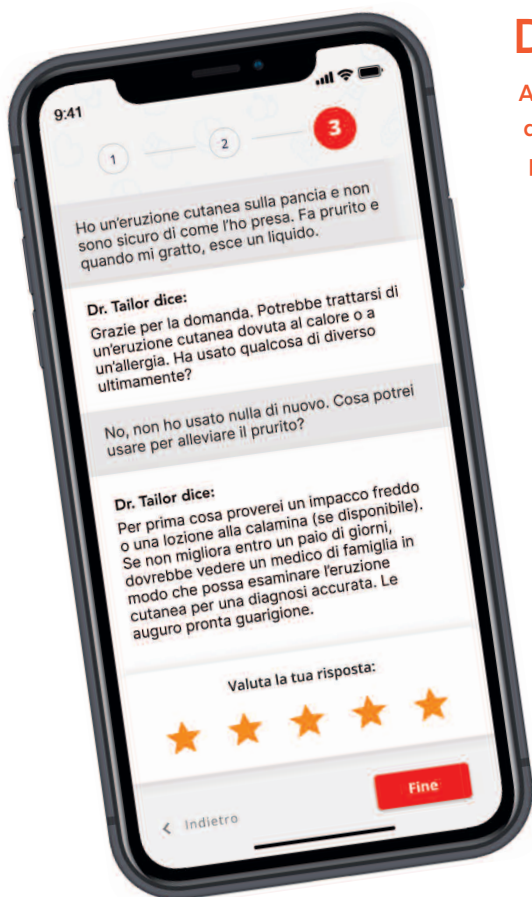 D
A
9:41
1
2
3
Ho un'eruzione cutanea sulla pancia e non
sono sicuro di come l'ho presa. Fa prurito e
quando mi gratto, esce un liquido.
Dr. Tailor dice:
Grazie per la domanda. Potrebbe trattarsi di
un'eruzione cutanea dovuta al calore o a
un'allergia. Ha usato qualcosa di diverso
ultimamente?
No, non ho usato nulla di nuovo. Cosa potrei
usare per alleviare il prurito?
Dr. Tailor dice:
Per prima cosa proverei un impacco freddo
o una lozione alla calamina (se disponibile).
Se non migliora entro un paio di giorni,
dovrebbe vedere un medico di famiglia in
modo che possa esaminare l'eruzione
cutanea per una diagnosi accurata. Le
auguro pronta guarigione.
Valuta la tua risposta:
< Indietro
Fine